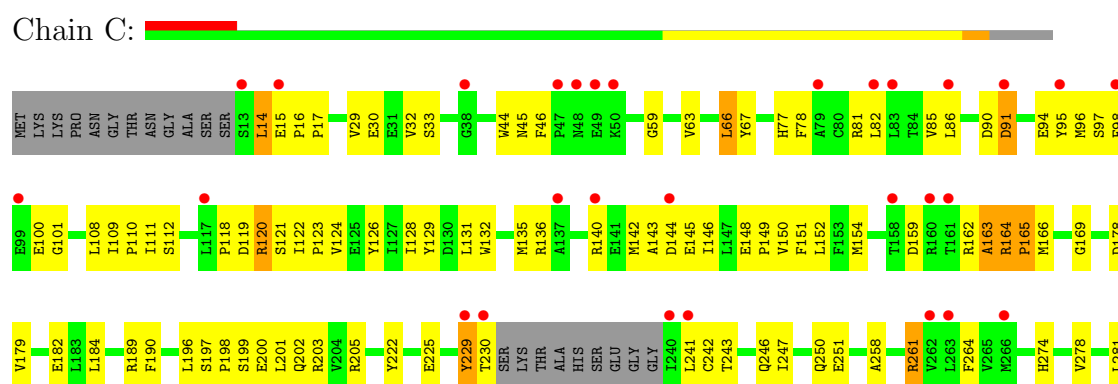 Chain C:
MET LYS LYS PRO ASN GLY THR ASN GLY ALA SER SER S13 L14 E15 P16 P17 V29 E30 E31 V32 S33 G38 W44 N45 F46 P47 N48 E49 K50 G59 V63 L66 Y67 H77 F78 A79 C80 R81 L82 L83 T84 V85 L86 D90 D91 E94 Y95 M96 S97
E99 E100 G101 L108 I109 P110 I111 S112 L117 P118 D119 R120 S121 I122 P123 V124 E125 Y126 I127 I128 Y129 D130 L131 W132 M135 R136 A137 R140 E141 M142 A143 D144 E145 I146 L147 E148 P149 V150 F151 L152 F153 M154 T158 D159 R160 T161 R162 A163 R164 P165 M166 G169
V179 E182 L183 L184 R189 F190 L196 S197 P198 S199 E200 L201 Q202 R203 V204 R205 Y222 E225 Y229 T230 SER LYS THR ALA HIS SER GLU GLY GLY I240 L241 C242 T243 Q246 I247 Q250 E251 A258 R261 V262 L263 F264 V265 M266 H274 V278